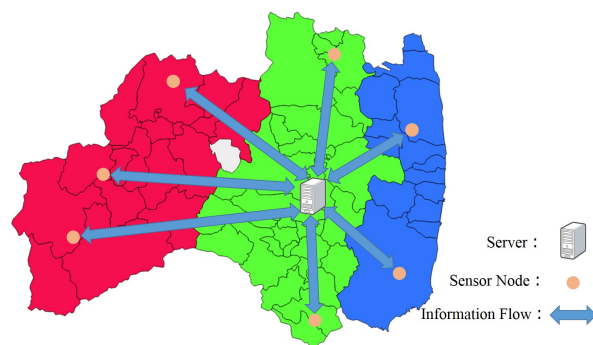 Server：
Sensor Node：
Information Flow：